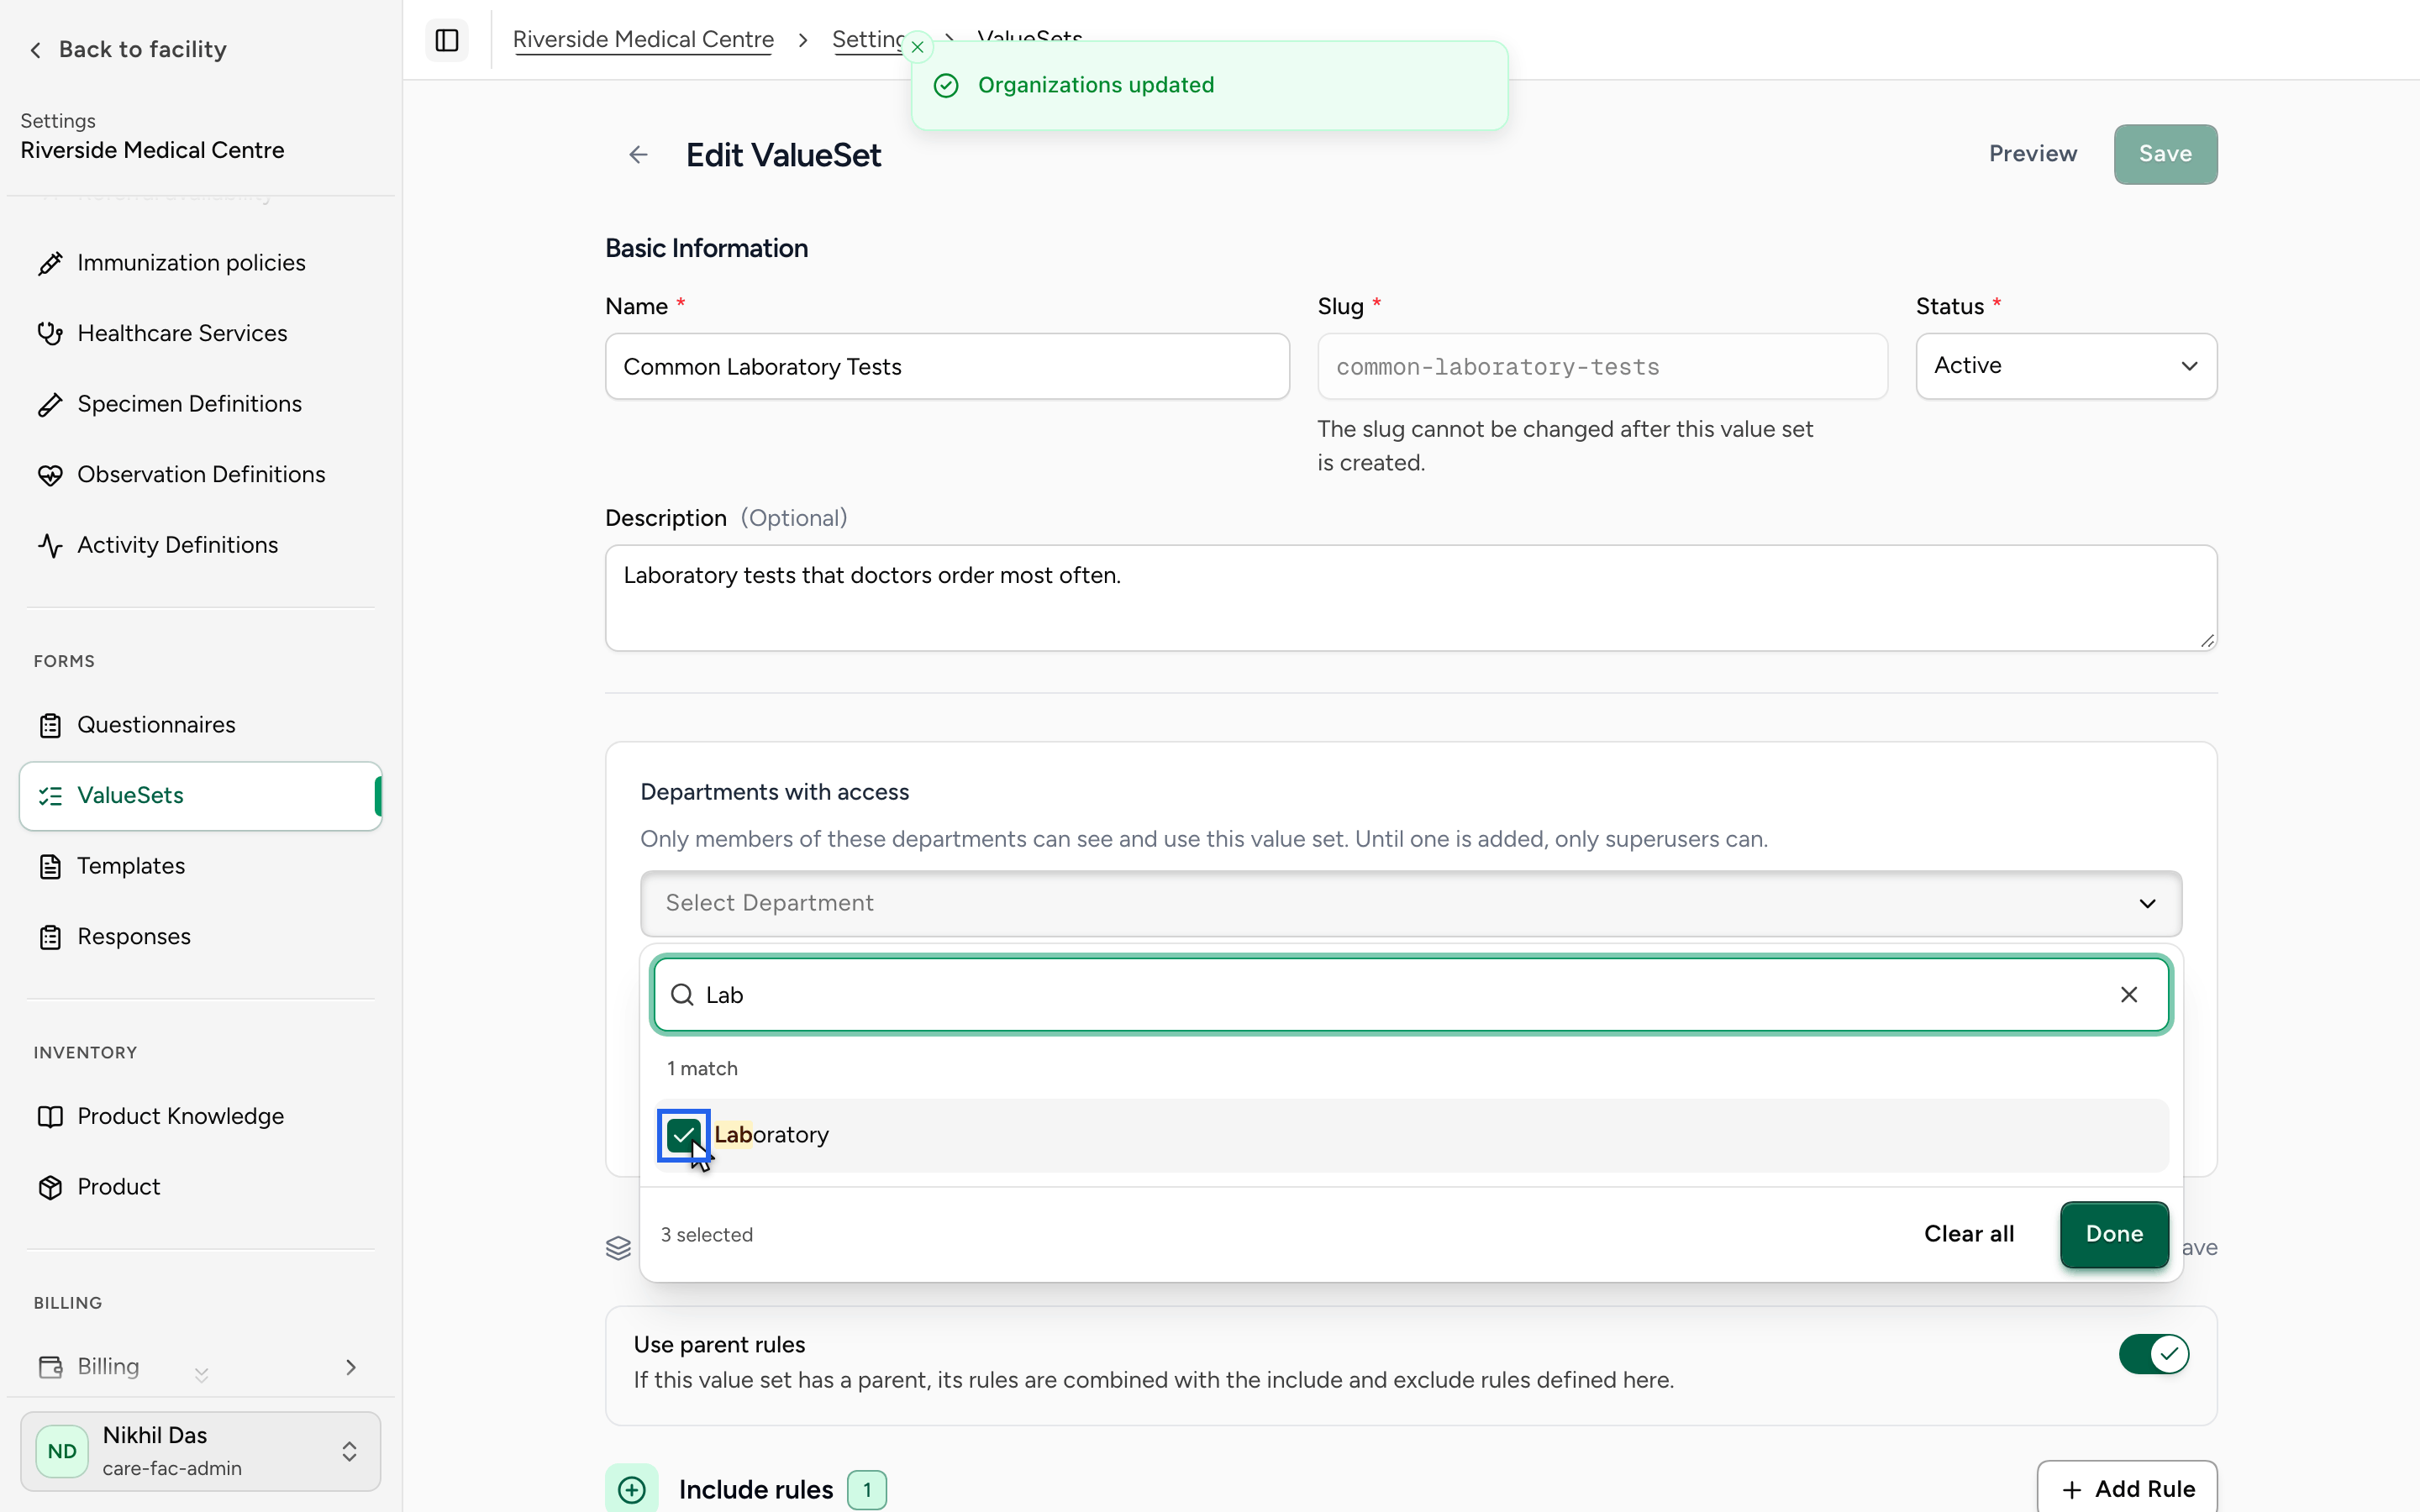 Back to facility
Settings
Riverside Medical Centre
Immunization policies
Healthcare Services
Specimen Definitions
Observation Definitions
Activity Definitions
FORMS
Questionnaires
ValueSets
Templates
Responses
INVENTORY
Product Knowledge
Product
BILLING
Billing
ND
Nikhil Das
care-fac-admin
Riverside Medical Centre
ValueSets
Organizations updated
Edit ValueSet
Preview
Save
Basic Information
Name *
Slug *
Status *
Common Laboratory Tests
common-laboratory-tests
Active
The slug cannot be changed after this value set
is created.
Description (Optional)
Laboratory tests that doctors order most often.
Departments with access
Only members of these departments can see and use this value set. Until one is added, only superusers can.
Select Department
Lab
1 match
Laboratory
3 selected
Clear all
Done
Use parent rules
If this value set has a parent, its rules are combined with the include and exclude rules defined here.
Include rules 1
+ Add Rule